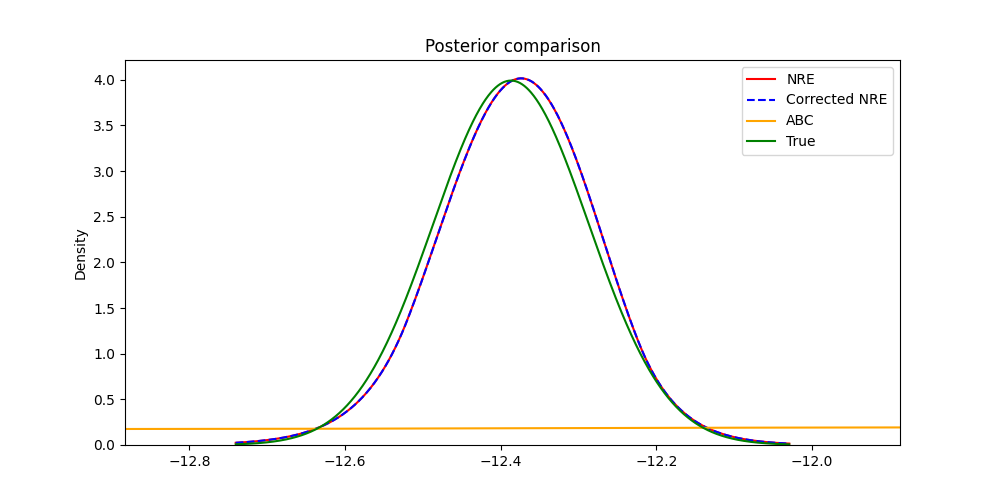 Posterior comparison
NRE
Corrected NRE
ABC
True
Density
4.0
3.5
3.0
2.5
2.0
1.5
1.0
0.5
0.0
−12.8 −12.6 −12.4 −12.2 −12.0